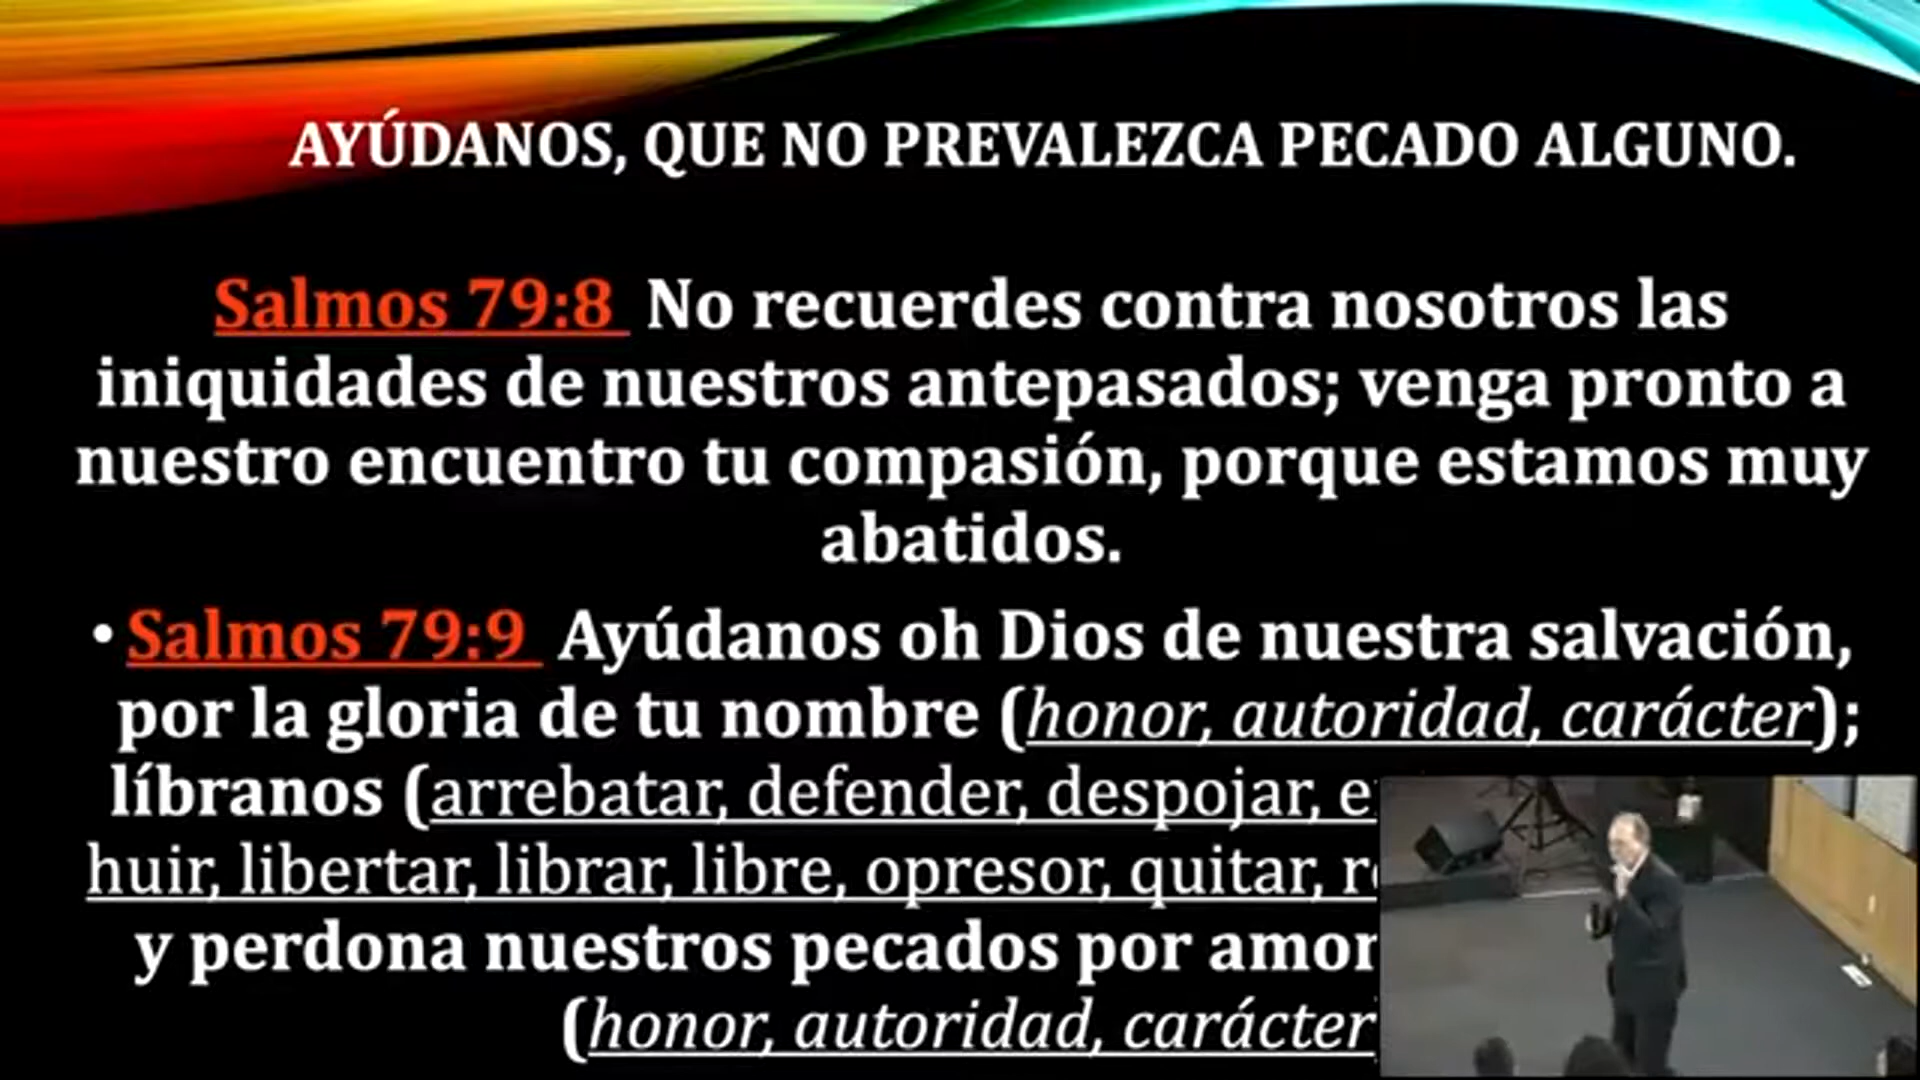 AYÚDANOS, QUE NO PREVALEZCA PECADO ALGUNO.
Salmos 79:8 No recuerdes contra nosotros las
iniquidades de nuestros antepasados; venga pronto a
nuestro encuentro tu compasión, porque estamos muy
abatidos.
• Salmos 79:9 Ayúdanos oh Dios de nuestra salvación,
por la gloria de tu nombre (honor, autoridad, carácter);
líbranos (arrebatar, defender, despojar,
huir, libertar, librar, libre, opresor, quitar,
y perdona nuestros pecados por amor
(honor, autoridad, carácter